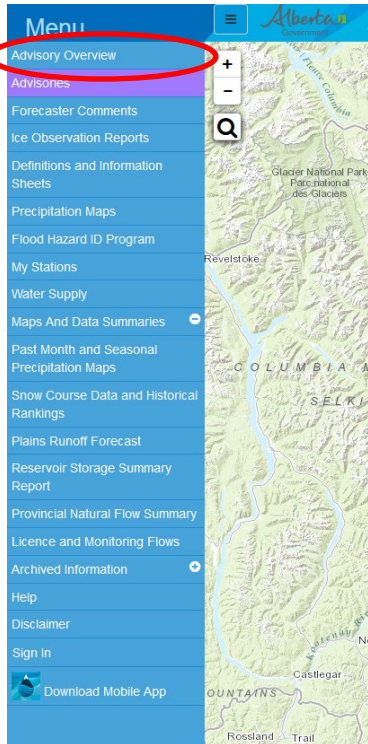 Menu
Advisory Overview
Advisories
Forecaster Comments
Ice Observation Reports
Definitions and Information
Sheets
Precipitation Maps
Flood Hazard ID Program
My Stations
Water Supply
Maps And Data Summaries
Past Month and Seasonal
Precipitation Maps
Snow Course Data and Historical
Rankings
Plains Runoff Forecast
Reservoir Storage Summary
Report
Provincial Natural Flow Summary
Licence and Monitoring Flows
Archived Information
Help
Disclaimer
Sign In
Download Mobile App
Alberta
Government
+
−
Fleuve Columbia
Glacier National Park
Parc national
des Glaciers
Revelstoke
COLUMBIA
SELKI
Kootenay
Castlegar
OUNTAINS
Rossland
Trail